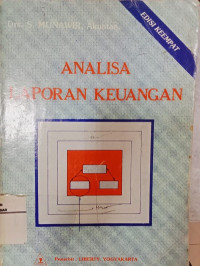 Drs. S. MUNAWIR, Akuntan
EDISI KEEMPAT
ANALISA
LAPORAN KEUANGAN
Penerbit: LIBERTY, YOGYAKARTA